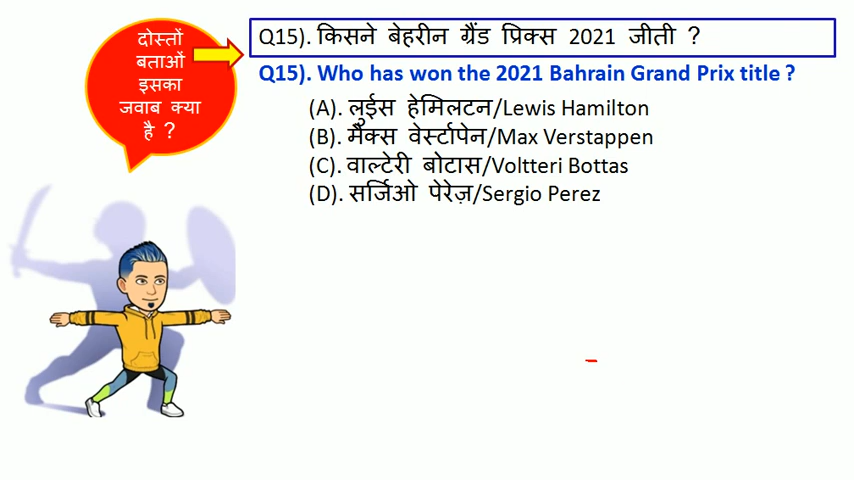 दोस्तों
बताओं
इसका
जवाब क्या
है ?
Q15). किसने बेहरीन ग्रैंड प्रिक्स 2021 जीती ?
Q15). Who has won the 2021 Bahrain Grand Prix title ?
(A). लुईस हेमिलटन/Lewis Hamilton
(B). मैक्स वेर्स्टापेन/Max Verstappen
(C). वाल्टेरी बोटास/Voltteri Bottas
(D). सर्जिओ पेरेज़/Sergio Perez